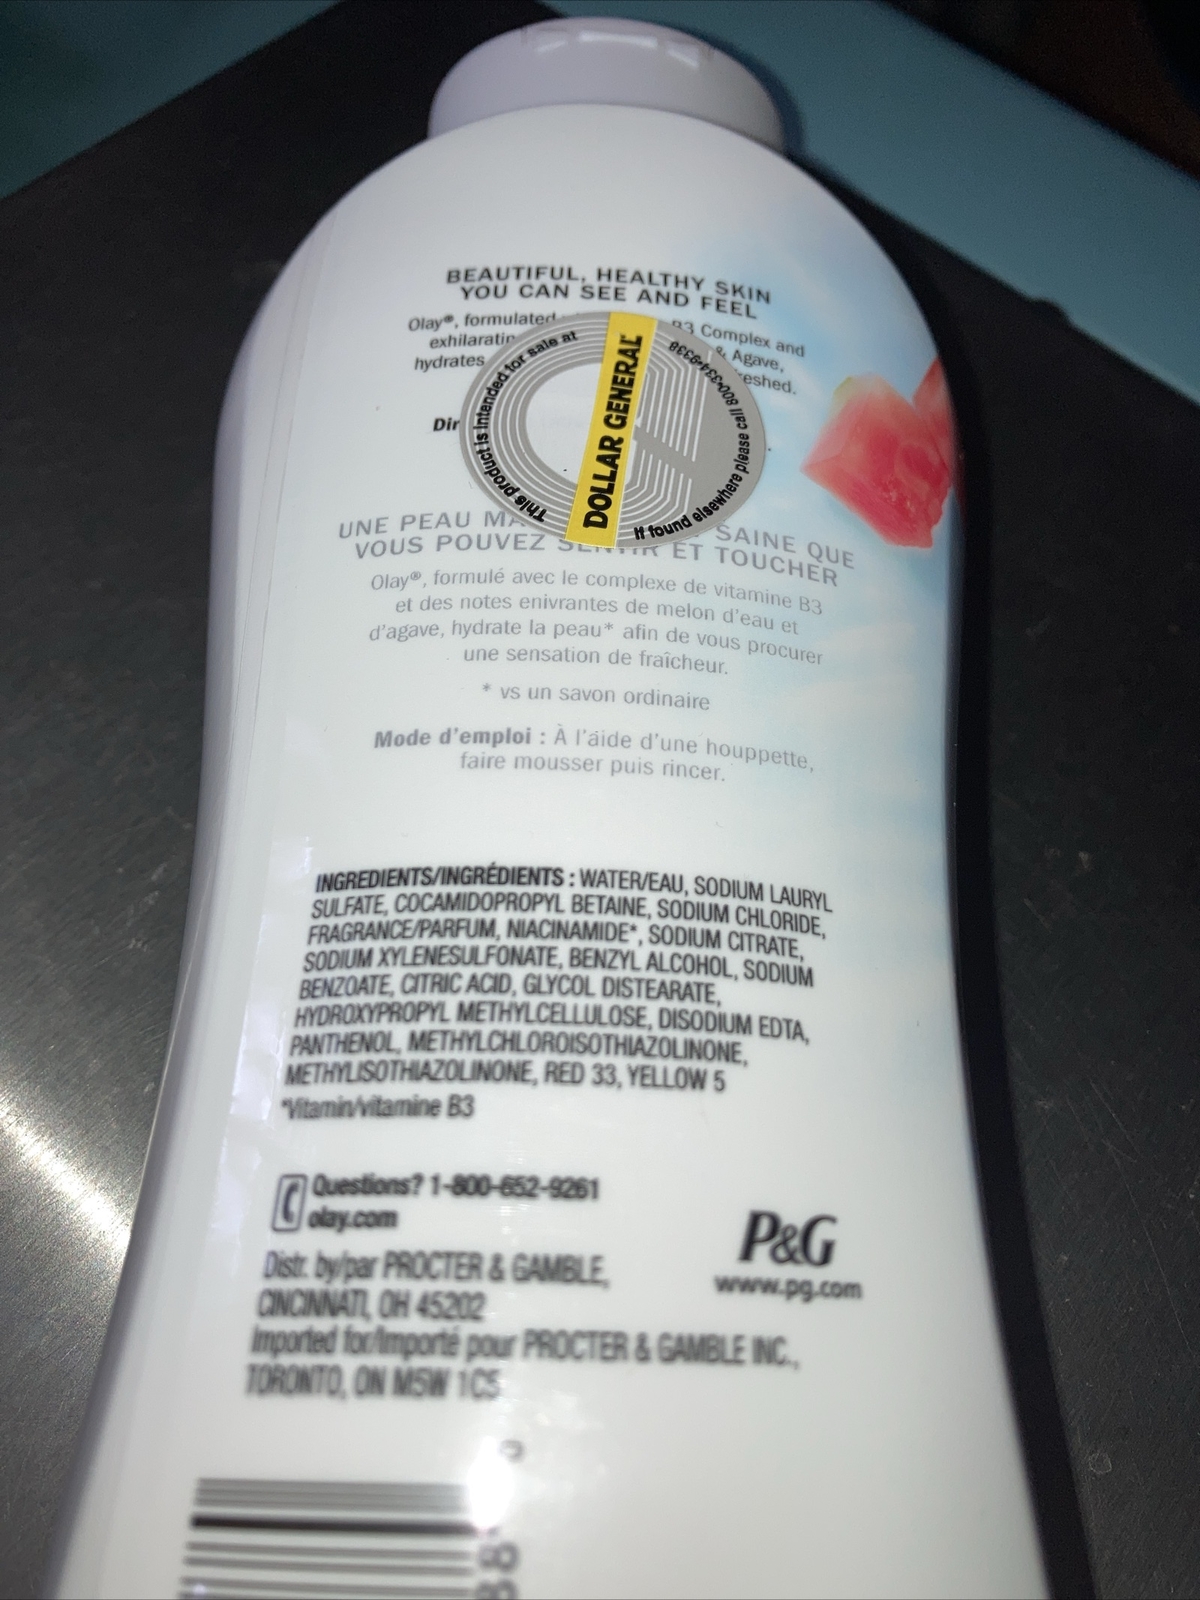 BEAUTIFUL, HEALTHY SKIN
YOU CAN SEE AND FEEL
Olay®, formulated B3 Complex and
& Agave,
hydrates
Dir
This product is intended for sale at
DOLLAR GENERAL
If found elsewhere please call 800-334-9338
UNE PEAU SAINE QUE
VOUS POUVEZ SENTIR ET TOUCHER
Olay®, formulé avec le complexe de vitamine B3
et des notes enivrantes de melon d'eau et
d'agave, hydrate la peau* afin de vous procurer
une sensation de fraîcheur.
* vs un savon ordinaire
Mode d'emploi : À l'aide d'une houppette,
faire mousser puis rincer.
INGREDIENTS/INGRÉDIENTS : WATER/EAU, SODIUM LAURYL
SULFATE, COCAMIDOPROPYL BETAINE, SODIUM CHLORIDE,
FRAGRANCE/PARFUM, NIACINAMIDE*, SODIUM CITRATE,
SODIUM XYLENESULFONATE, BENZYL ALCOHOL, SODIUM
BENZOATE, CITRIC ACID, GLYCOL DISTEARATE,
HYDROXYPROPYL METHYLCELLULOSE, DISODIUM EDTA,
PANTHENOL, METHYLCHLOROISOTHIAZOLINONE,
METHYLISOTHIAZOLINONE, RED 33, YELLOW 5
*Vitamin/vitamine B3
Questions? 1-800-652-9261
olay.com
P&G
www.pg.com
Distr. by/par PROCTER & GAMBLE,
CINCINNATI, OH 45202
Imported for/Importé pour PROCTER & GAMBLE INC.,
TORONTO, ON M5W 1C5